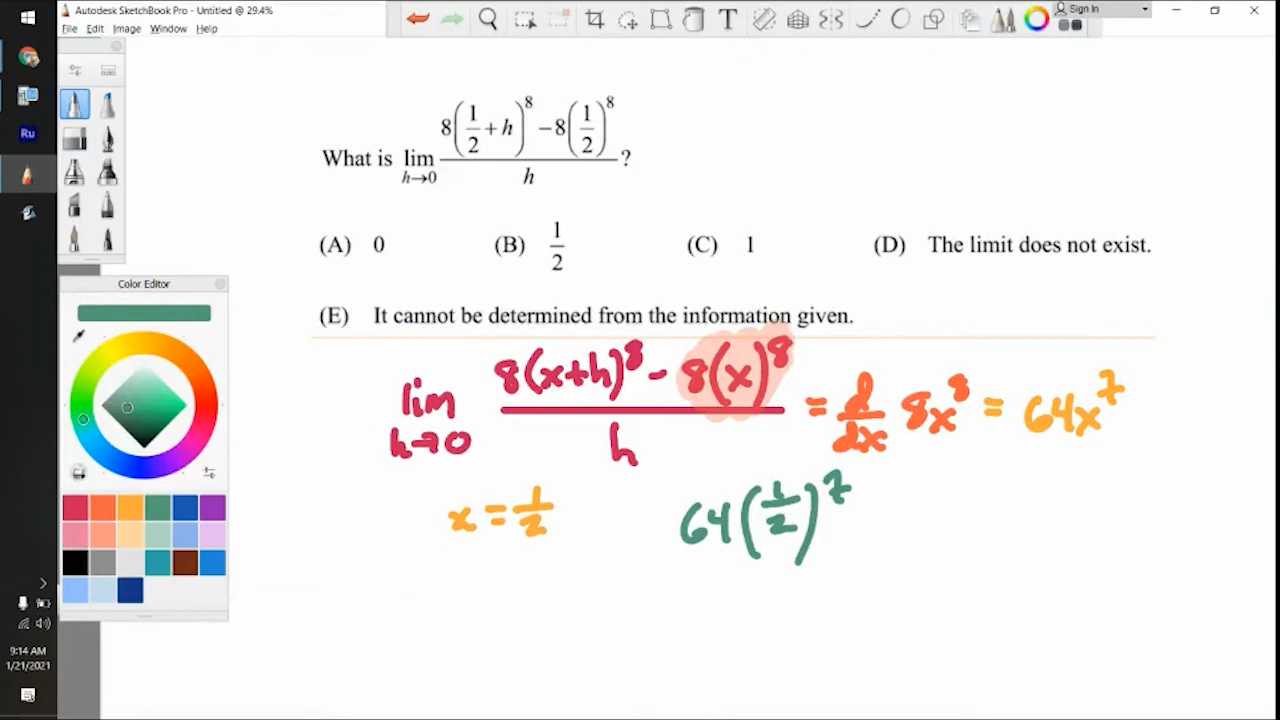 Autodesk SketchBook Pro - Untitled @ 29.4%
Sign In
File Edit Image Window Help
T
Ru
What is lim h→0 (8(1/2 + h)^8 − 8(1/2)^8)/h ?
(A) 0 (B) 1/2 (C) 1 (D) The limit does not exist.
(E) It cannot be determined from the information given.
Color Editor
lim h→0 (8(x+h)^8 - 8(x)^8)/h = d/dx 8x^8 = 64x^7
x = 1/2 64(1/2)^7
9:14 AM
1/21/2021